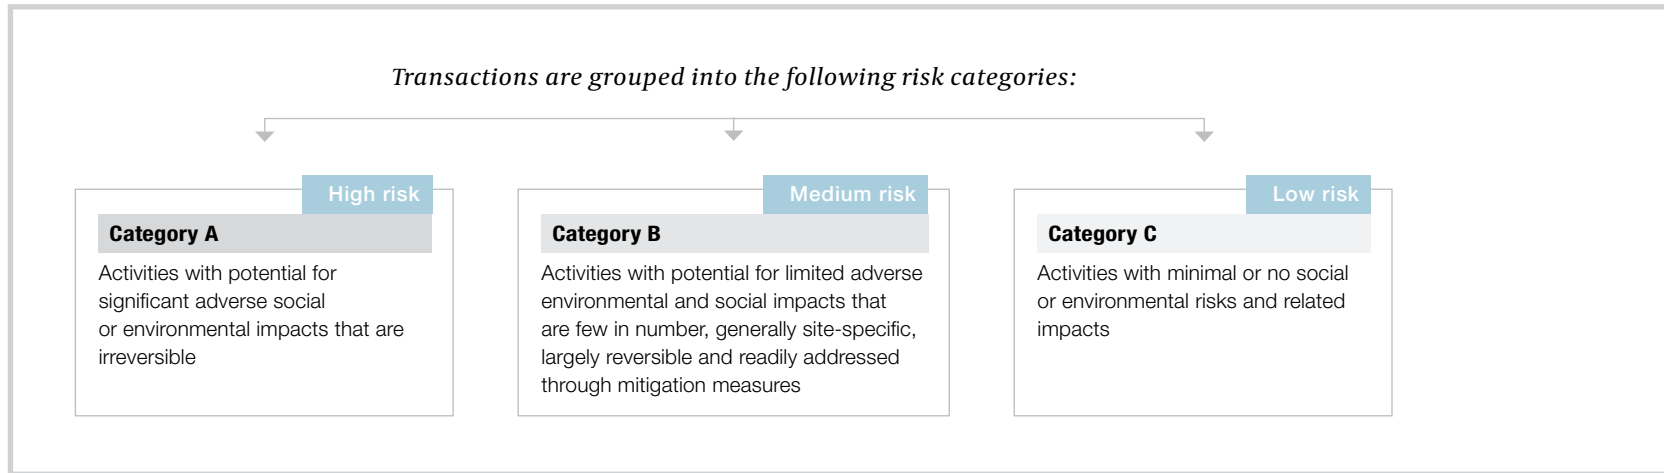 Transactions are grouped into the following risk categories:
High risk
Category A
Activities with potential for
significant adverse social
or environmental impacts that are
irreversible
Medium risk
Category B
Activities with potential for limited adverse
environmental and social impacts that
are few in number, generally site-specific,
largely reversible and readily addressed
through mitigation measures
Low risk
Category C
Activities with minimal or no social
or environmental risks and related
impacts